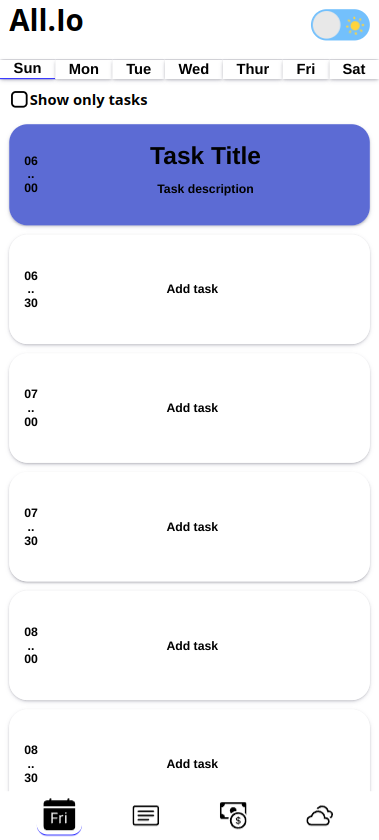 All.Io
Sun Mon Tue Wed Thur Fri Sat
Show only tasks
06
..
00
Task Title
Task description
06
..
30
Add task
07
..
00
Add task
07
..
30
Add task
08
..
00
Add task
08
..
30
Add task
Fri
$